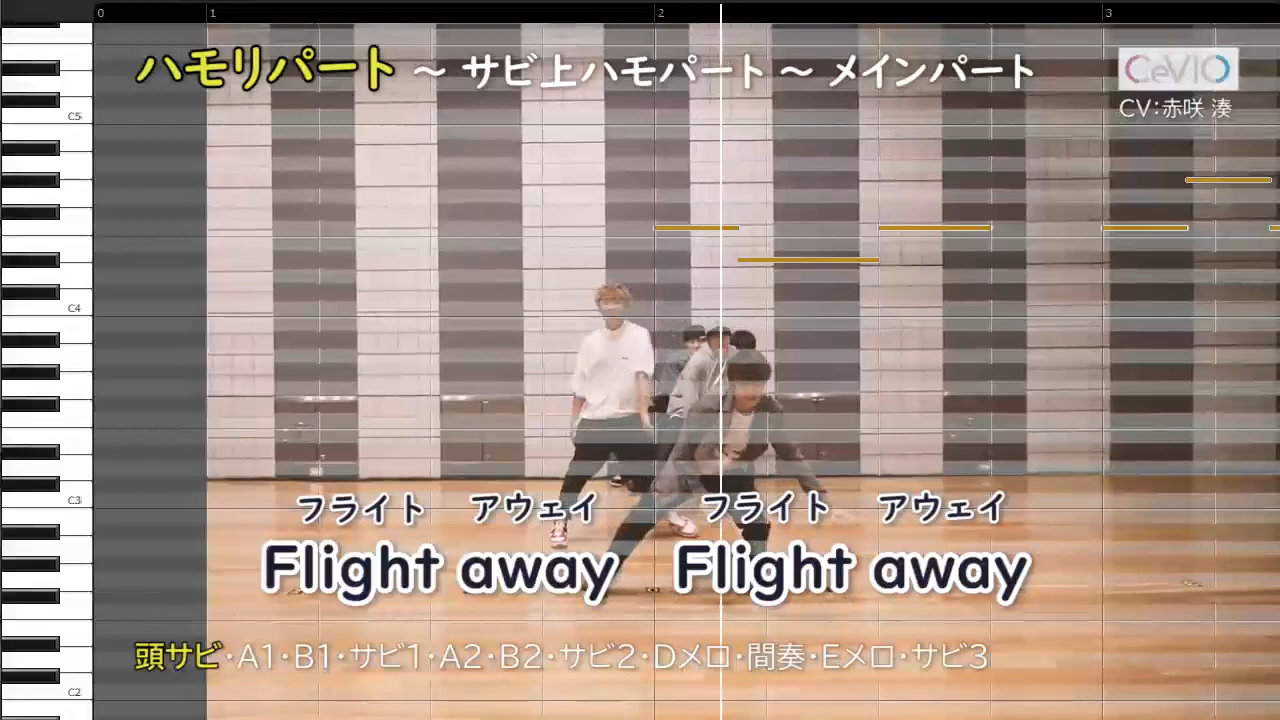 0 1 2 3
ハモリパート ～ サビ上ハモパート ～ メインパート
CeVIO
CV：赤咲 湊
C5
C4
C3
フライト アウェイ フライト アウェイ
Flight away Flight away
頭サビ・A1・B1・サビ1・A2・B2・サビ2・Dメロ・間奏・Eメロ・サビ3
C2